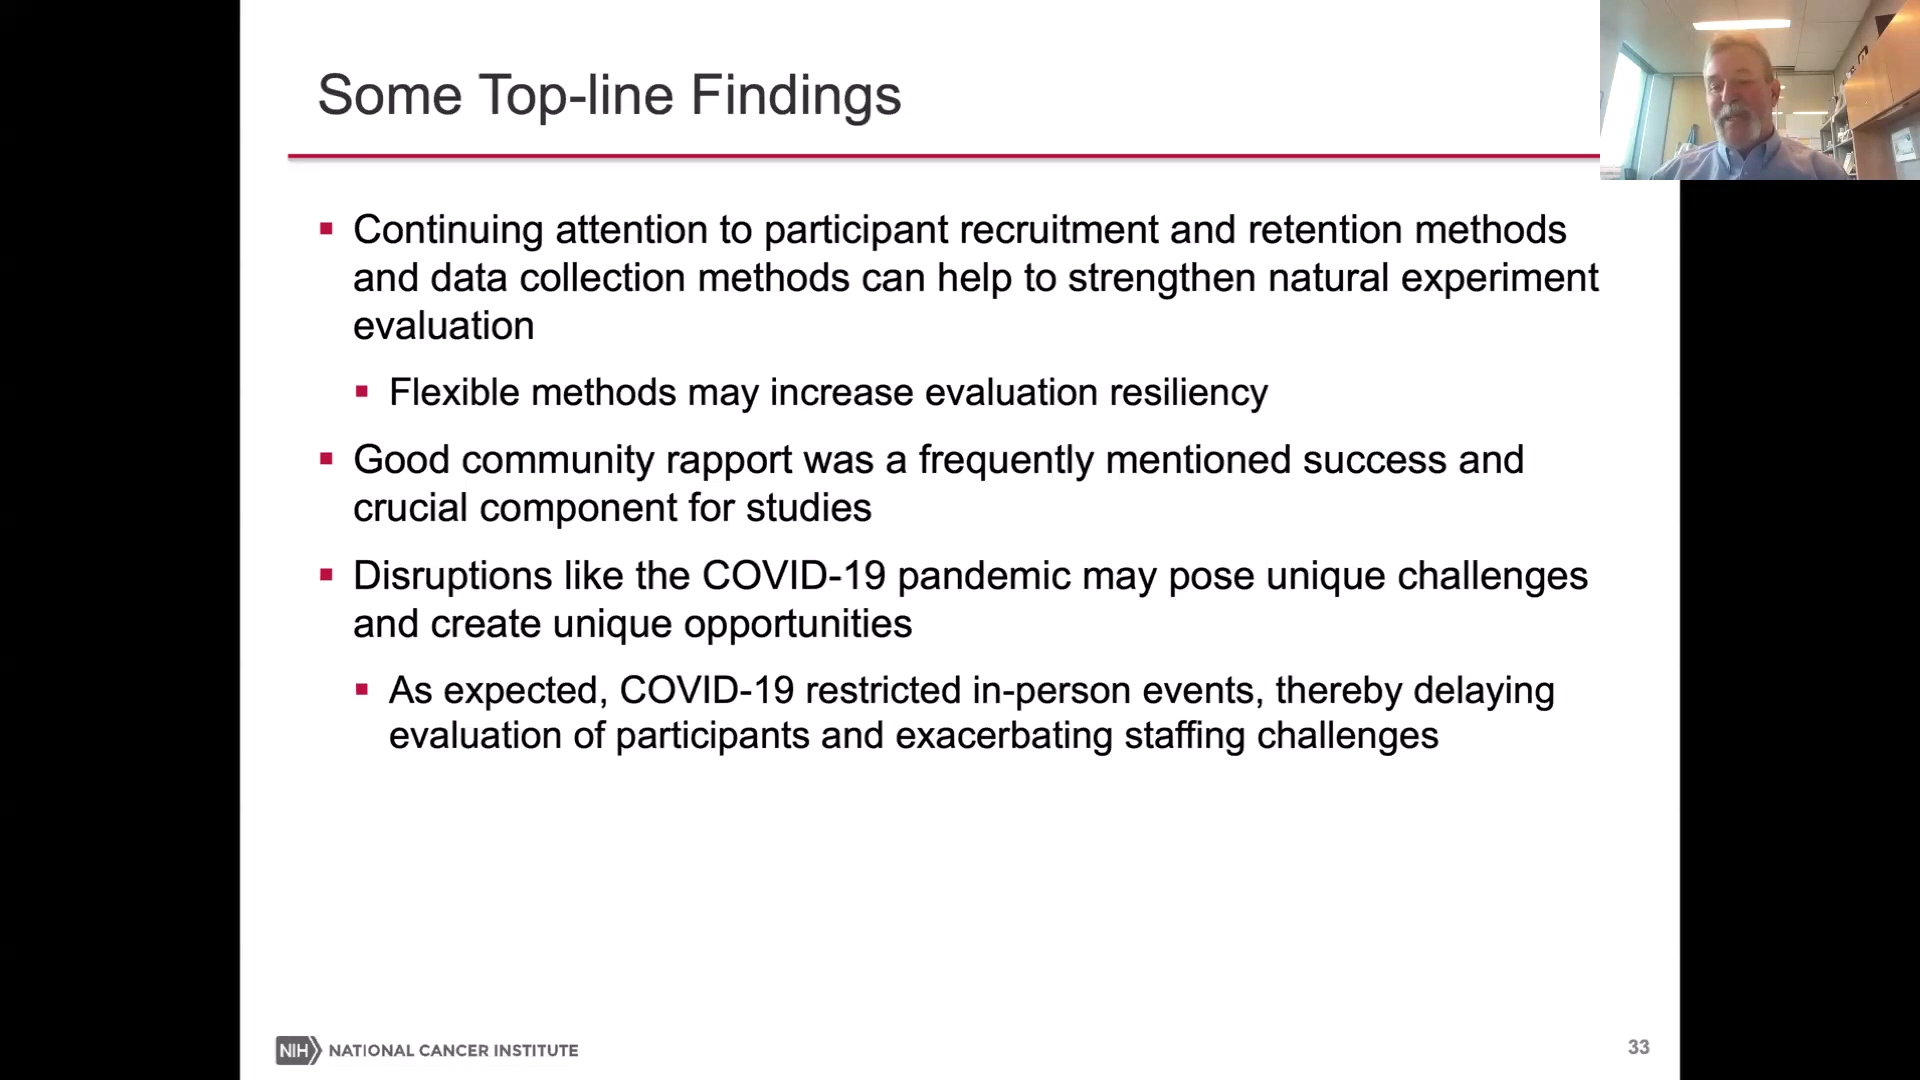 Some Top-line Findings
▪ Continuing attention to participant recruitment and retention methods
and data collection methods can help to strengthen natural experiment
evaluation
▪ Flexible methods may increase evaluation resiliency
▪ Good community rapport was a frequently mentioned success and
crucial component for studies
▪ Disruptions like the COVID-19 pandemic may pose unique challenges
and create unique opportunities
▪ As expected, COVID-19 restricted in-person events, thereby delaying
evaluation of participants and exacerbating staffing challenges
NIH NATIONAL CANCER INSTITUTE
33